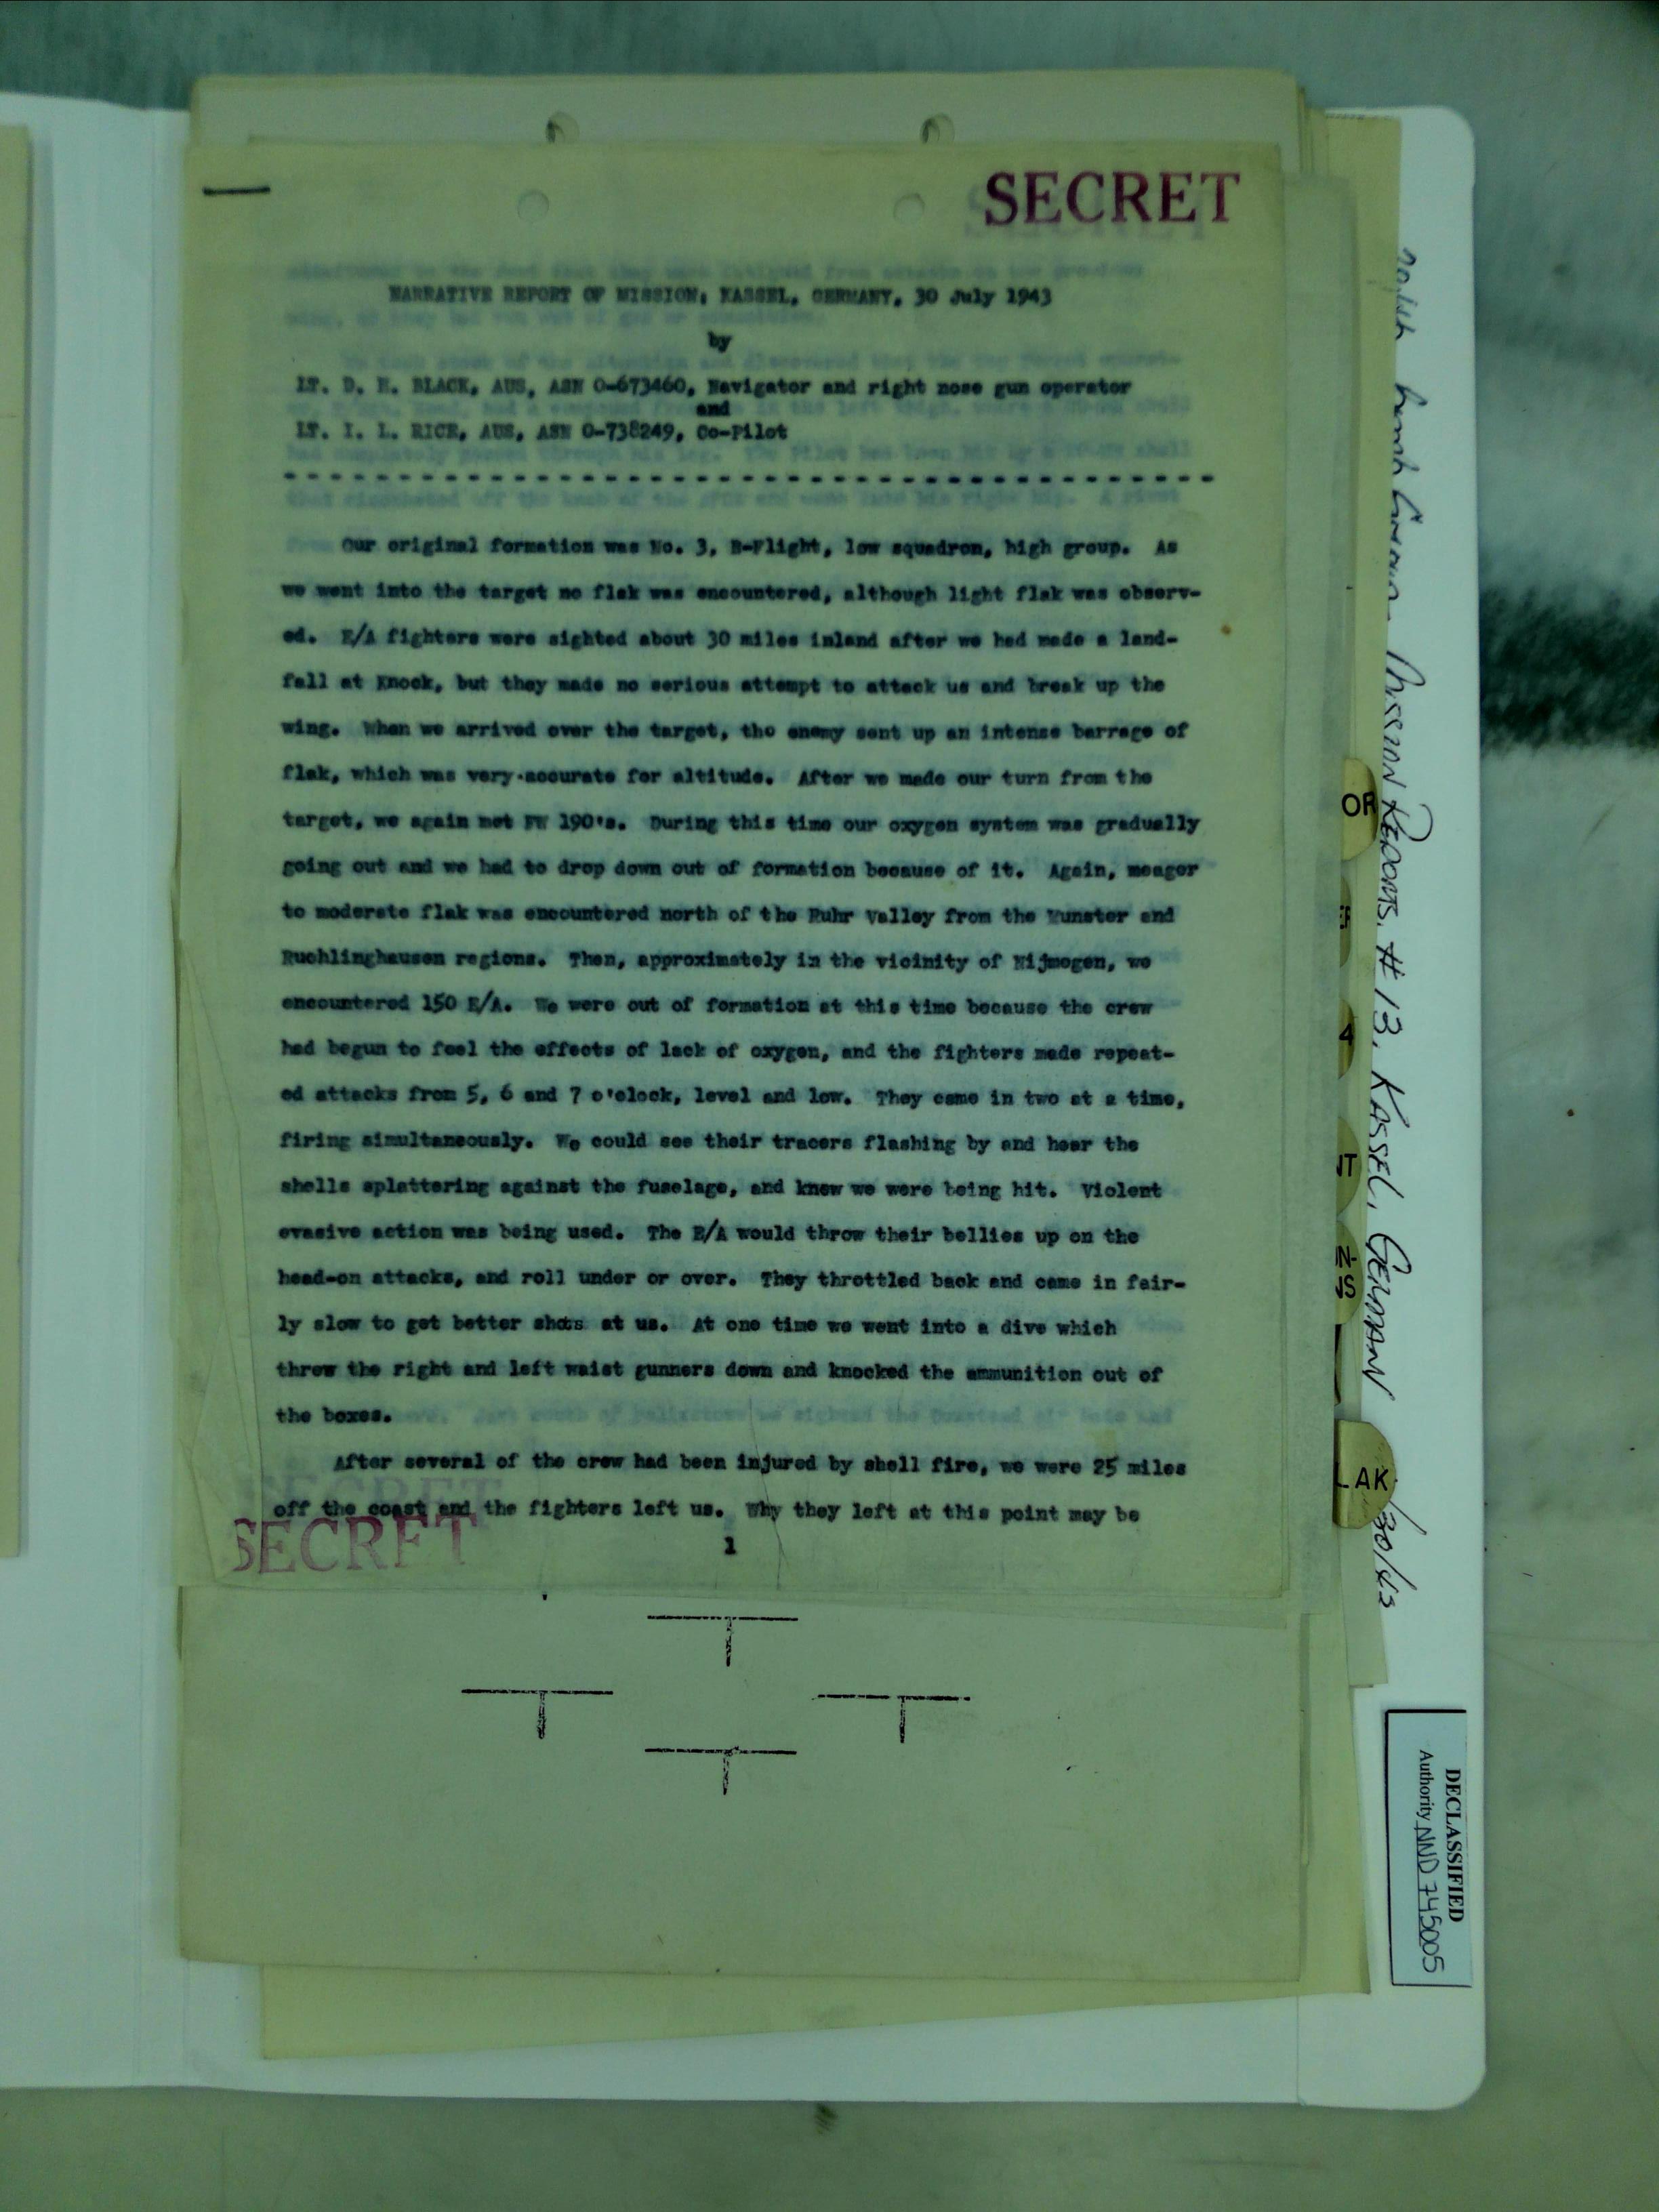 SECRET
NARRATIVE REPORT OF MISSION: KASSEL, GERMANY, 30 July 1943
by
LT. D. H. BLACK, AUS, ASN O-673460, Navigator and right nose gun operator
and
LT. I. L. RICE, AUS, ASN O-738249, Co-Pilot
Our original formation was No. 3, B-Flight, low squadron, high group. As
we went into the target no flak was encountered, although light flak was observ-
ed. E/A fighters were sighted about 30 miles inland after we had made a land-
fall at Knock, but they made no serious attempt to attack us and break up the
wing. When we arrived over the target, the enemy sent up an intense barrage of
flak, which was very accurate for altitude. After we made our turn from the
target, we again met FW 190's. During this time our oxygen system was gradually
going out and we had to drop down out of formation because of it. Again, meager
to moderate flak was encountered north of the Ruhr Valley from the Munster and
Ruchlinghausen regions. Then, approximately in the vicinity of Nijmogen, we
encountered 150 E/A. We were out of formation at this time because the crew
had begun to feel the effects of lack of oxygen, and the fighters made repeat-
ed attacks from 5, 6 and 7 o'clock, level and low. They came in two at a time,
firing simultaneously. We could see their tracers flashing by and hear the
shells splattering against the fuselage, and knew we were being hit. Violent
evasive action was being used. The E/A would throw their bellies up on the
head-on attacks, and roll under or over. They throttled back and came in fair-
ly slow to get better shots at us. At one time we went into a dive which
threw the right and left waist gunners down and knocked the ammunition out of
the boxes.
After several of the crew had been injured by shell fire, we were 25 miles
off the coast and the fighters left us. Why they left at this point may be
SECRET
1
OR
4
NT
N-
NS
LAK
Mission Reports. #13. KASSEL, GERMANY
/30/43
DECLASSIFIED
Authority NND 745005